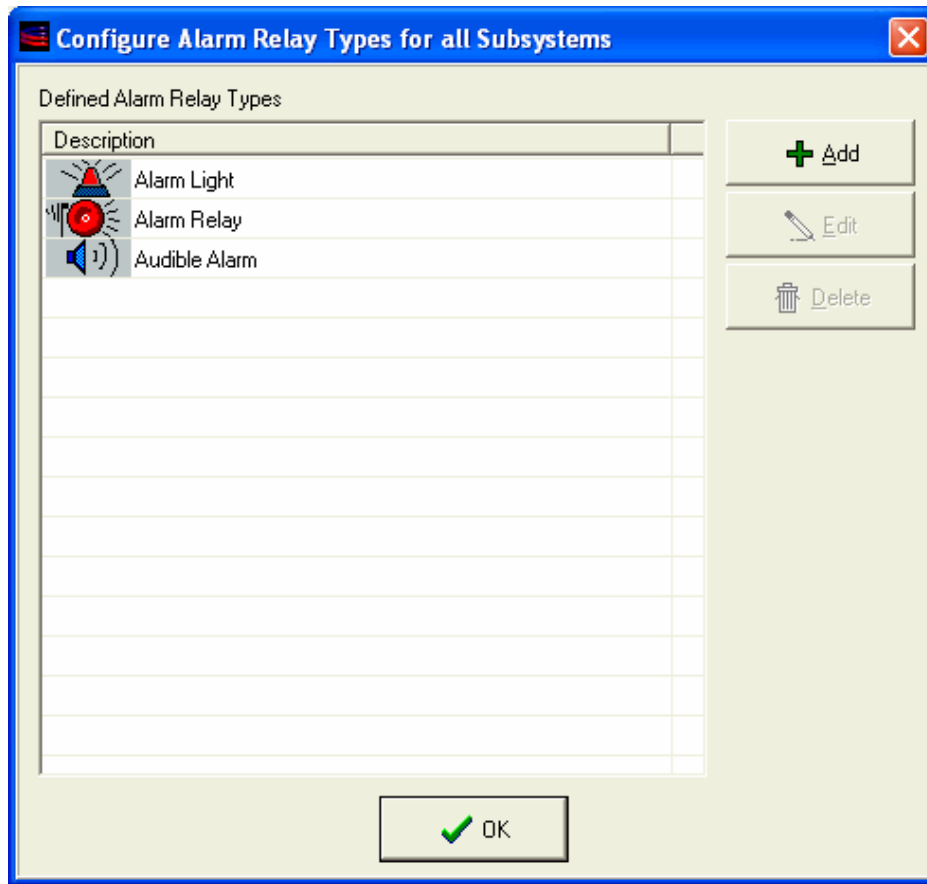 Configure Alarm Relay Types for all Subsystems
Defined Alarm Relay Types
Description
Alarm Light
Alarm Relay
Audible Alarm
Add
Edit
Delete
OK